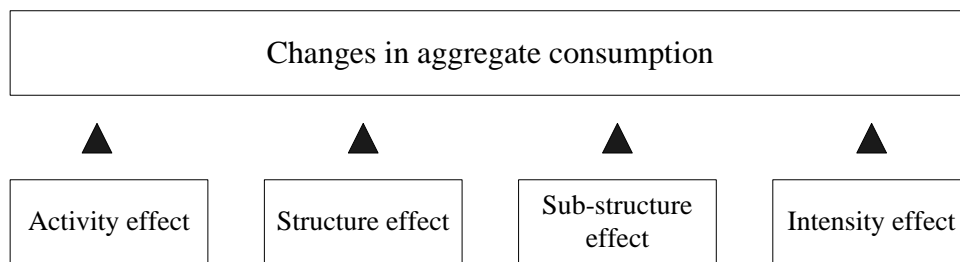 Changes in aggregate consumption
Activity effect
Structure effect
Sub-structure
effect
Intensity effect